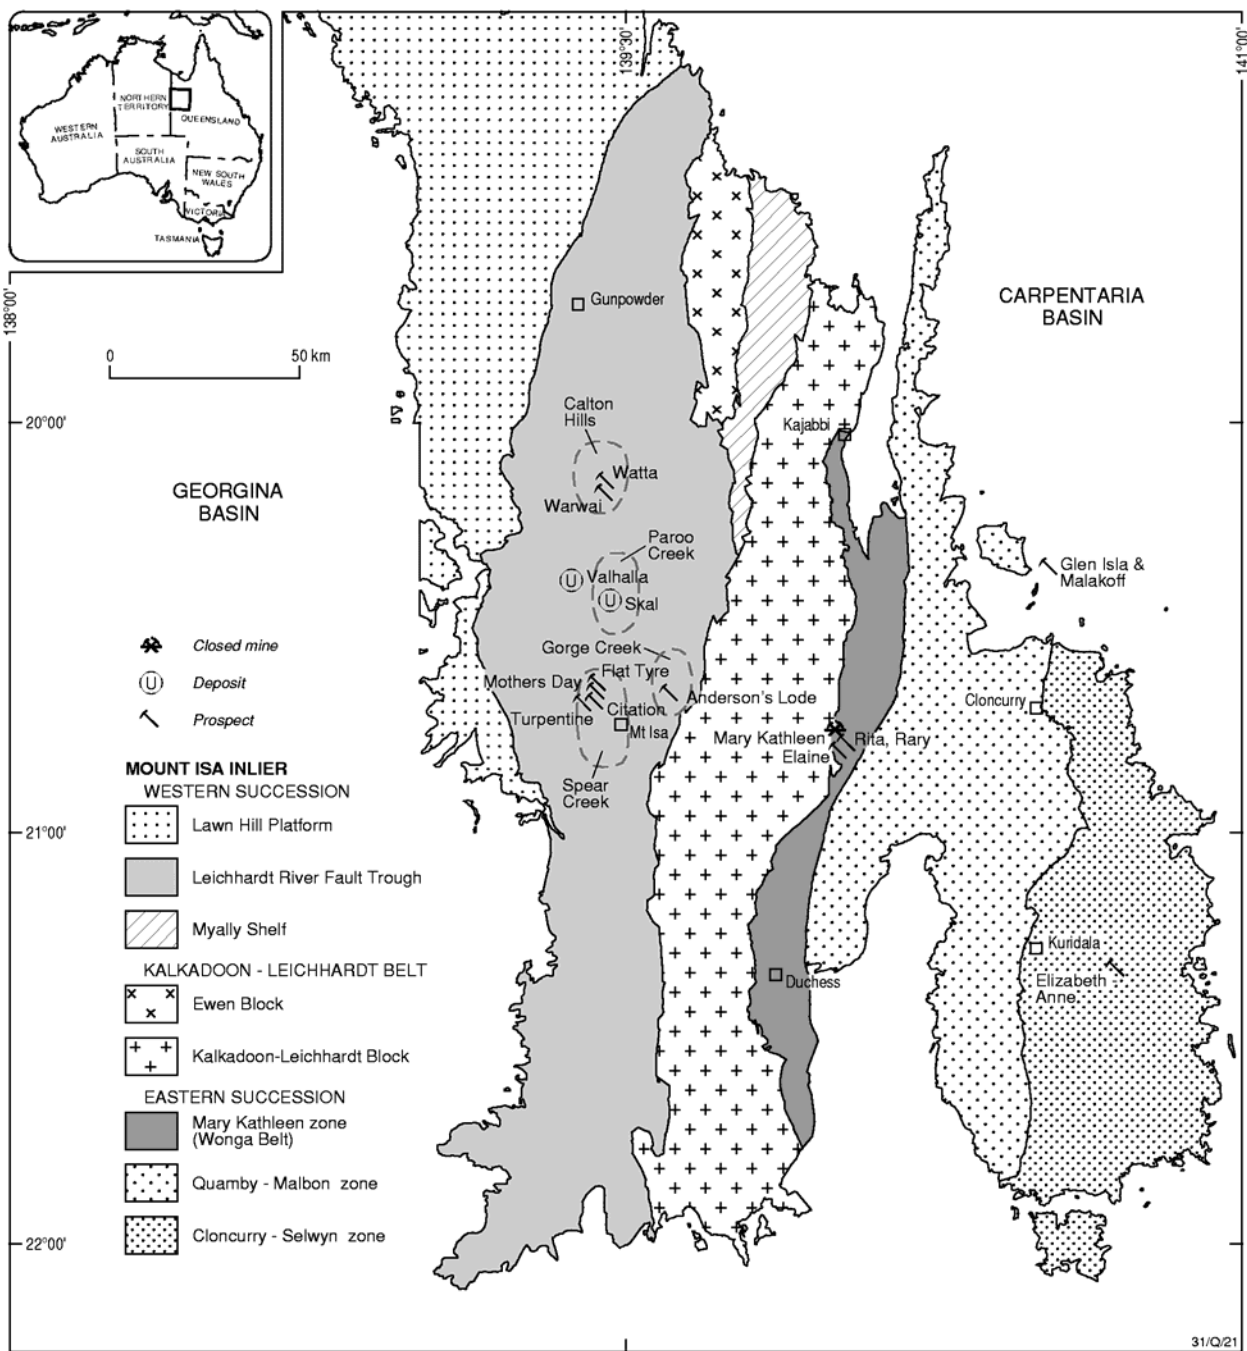 139°30'
141°00'
NORTHERN
TERRITORY
QUEENSLAND
WESTERN
AUSTRALIA
SOUTH
AUSTRALIA
NEW SOUTH
WALES
VICTORIA
TASMANIA
138°00'
0 50 km
Gunpowder
CARPENTARIA
BASIN
20°00'
Calton
Hills
Kajabbi
Watta
Warwai
GEORGINA
BASIN
Paroo
Creek
Glen Isla &
Malakoff
U Valhalla
U Skal
Closed mine
U Deposit
Prospect
Gorge Creek
Flat Tyre
Mothers Day
Anderson's Lode
Turpentine
Citation
Mt Isa
Cloncurry
Mary Kathleen
Rita, Rary
Elaine
Spear
Creek
MOUNT ISA INLIER
WESTERN SUCCESSION
Lawn Hill Platform
21°00'
Leichhardt River Fault Trough
Myally Shelf
Kuridala
Elizabeth
Anne
Duchess
KALKADOON - LEICHHARDT BELT
Ewen Block
Kalkadoon-Leichhardt Block
EASTERN SUCCESSION
Mary Kathleen zone
(Wonga Belt)
Quamby - Malbon zone
Cloncurry - Selwyn zone
22°00'
31/Q/21